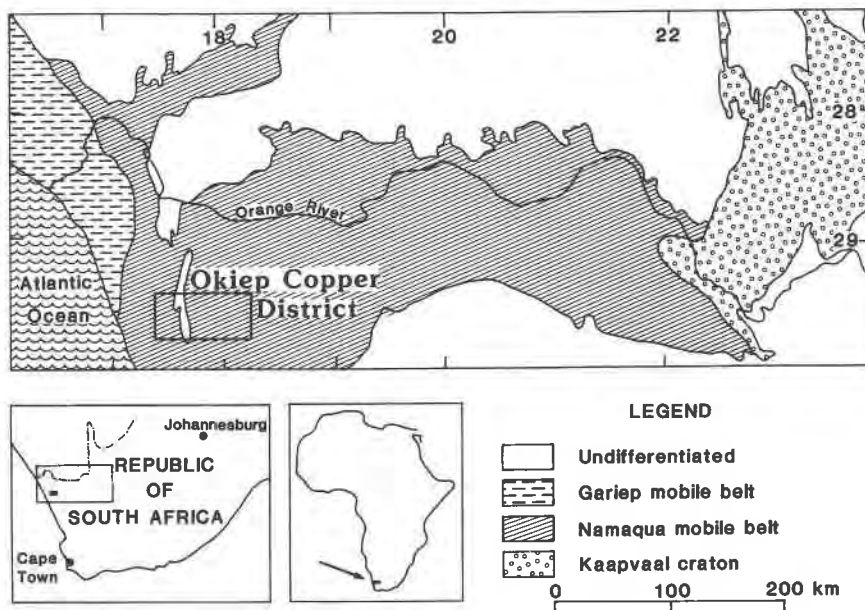 18
20
22
28
Orange River
29
Atlantic
Ocean
Okiep Copper
District
Johannesburg
REPUBLIC
OF
SOUTH AFRICA
Cape
Town
LEGEND
Undifferentiated
Gariep mobile belt
Namaqua mobile belt
Kaapvaal craton
0 100 200 km